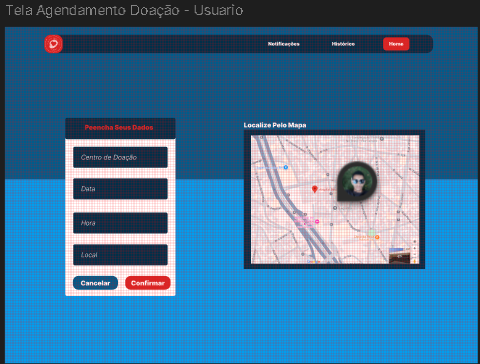 Tela Agendamento Doação - Usuario
Notificações
Histórico
Home
Peencha Seus Dados
Localize Pelo Mapa
Centro de Doação
Data
Hora
Local
Cancelar
Confirmar